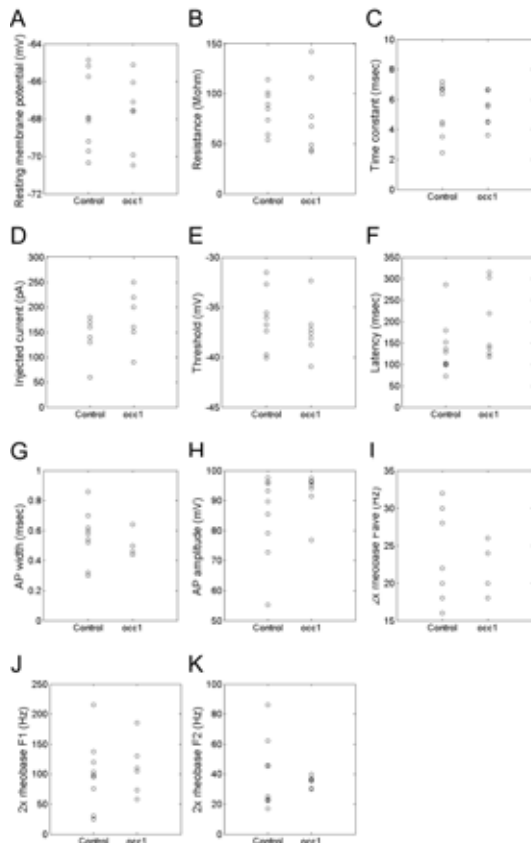 A
Resting membrane potential (mV)
-64
-66
-68
-70
-72
Control occ1
B
Resistance (Mohm)
150
100
50
0
Control occ1
C
Time constant (msec)
10
8
6
4
2
0
Control occ1
D
Injected current (pA)
300
250
200
150
100
50
0
Control occ1
E
Threshold (mV)
-30
-35
-40
-45
Control occ1
F
Latency (msec)
350
300
250
200
150
100
50
0
Control occ1
G
AP width (msec)
1
0.8
0.6
0.4
0.2
0
Control occ1
H
AP amplitude (mV)
100
90
80
70
60
50
Control occ1
I
2x rheobase Fave (Hz)
35
30
25
20
15
Control occ1
J
2x rheobase F1 (Hz)
250
200
150
100
50
0
Control occ1
K
2x rheobase F2 (Hz)
100
80
60
40
20
0
Control occ1